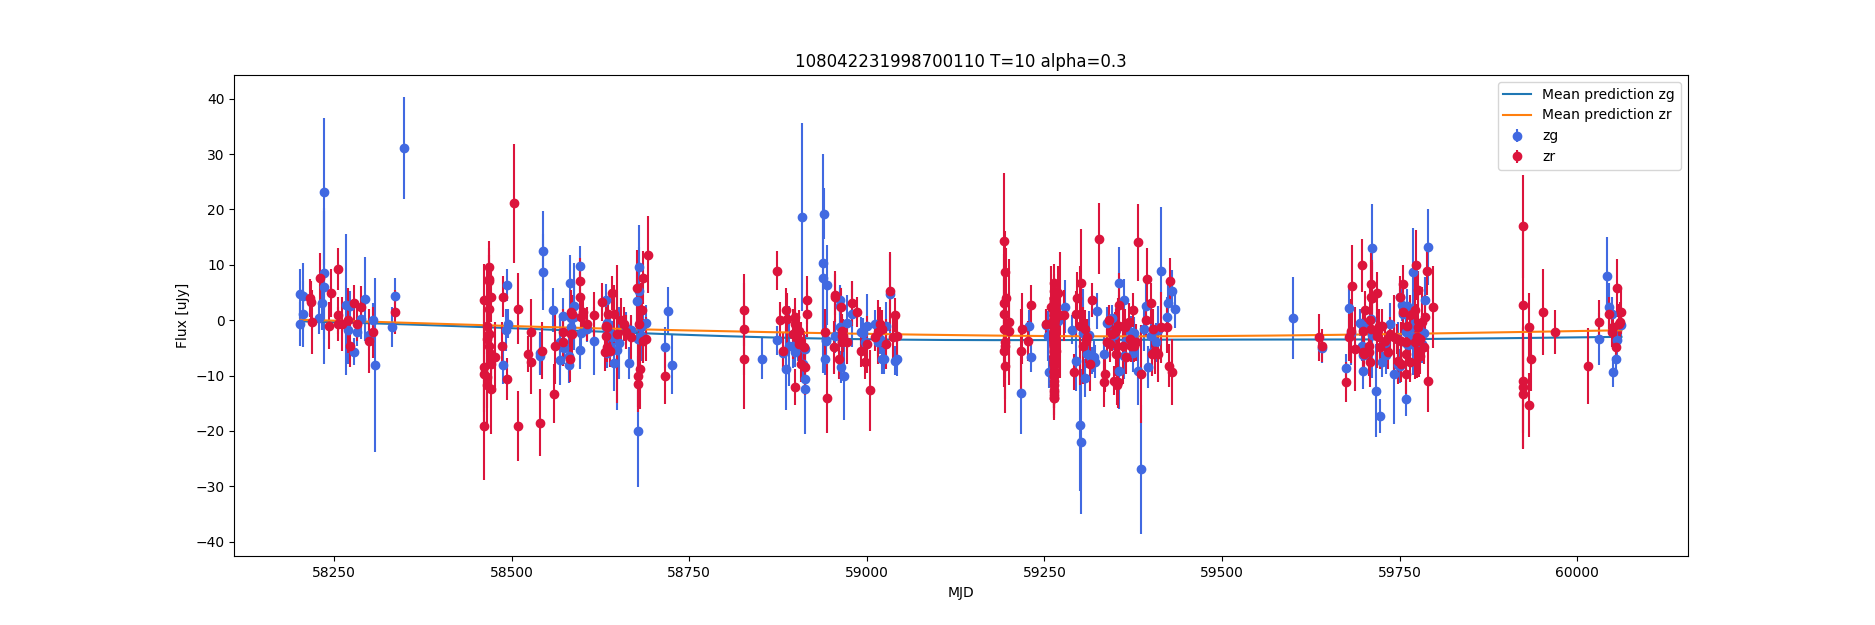 108042231998700110 T=10 alpha=0.3
Mean prediction zg
Mean prediction zr
zg
zr
40
30
20
10
0
−10
−20
−30
−40
Flux [uJy]
58250 58500 58750 59000 59250 59500 59750 60000
MJD